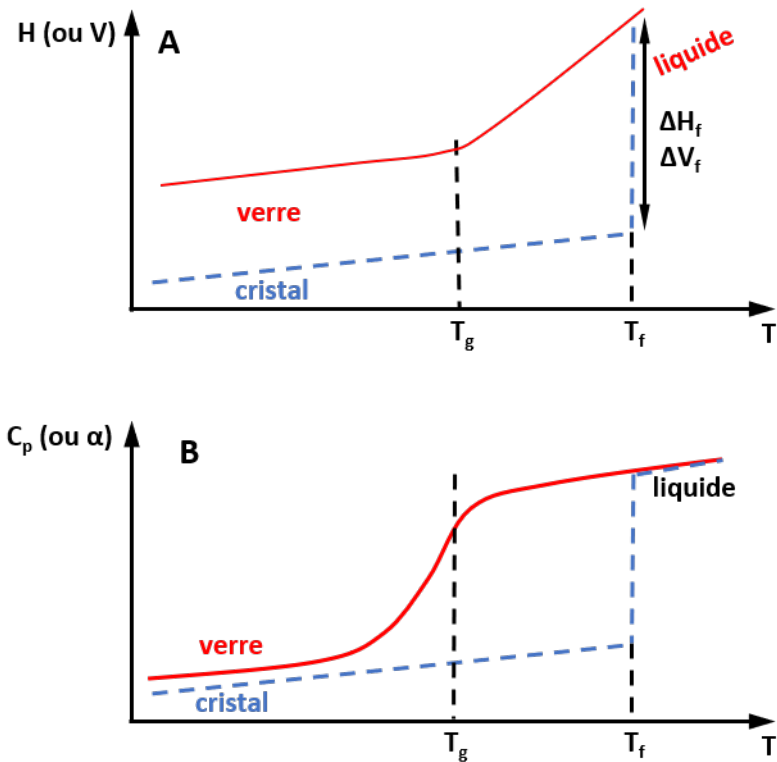 H (ou V)
A
liquide
ΔHf
ΔVf
verre
cristal
Tg
Tf
T
Cp (ou α)
B
liquide
verre
cristal
Tg
Tf
T